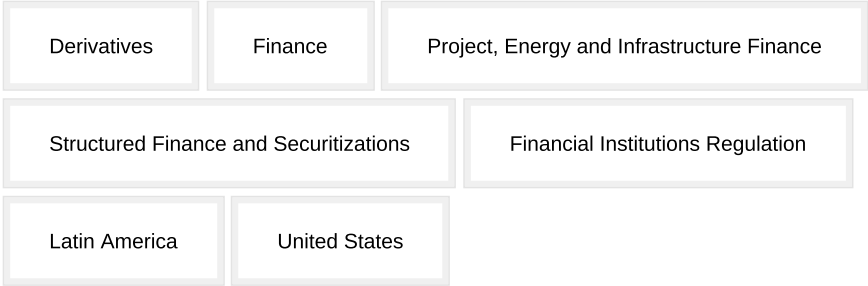 Derivatives Finance Project, Energy and Infrastructure Finance
Structured Finance and Securitizations Financial Institutions Regulation
Latin America United States